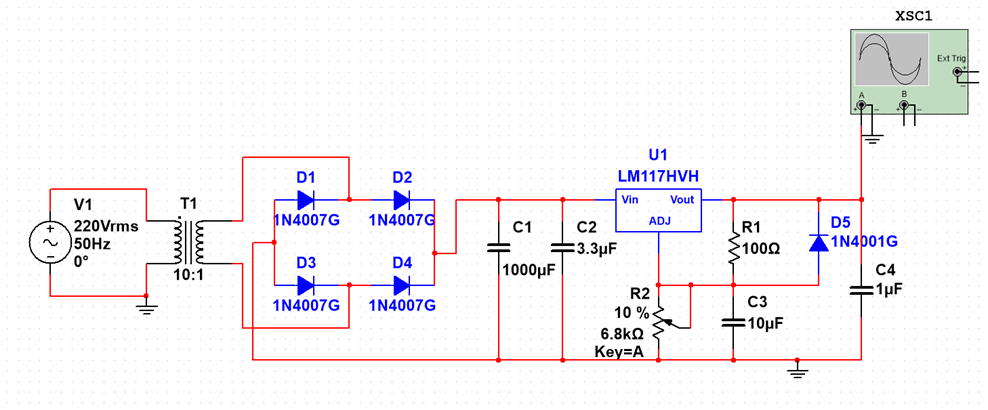 XSC1
Ext Trig
+
−
A
B
+ − + −
V1
220Vrms
50Hz
0°
T1
10:1
D1
1N4007G
D2
1N4007G
D3
1N4007G
D4
1N4007G
C1
1000µF
C2
3.3µF
U1
LM117HVH
Vin Vout
ADJ
R1
100Ω
D5
1N4001G
R2
10 %
6.8kΩ
Key=A
C3
10µF
C4
1µF